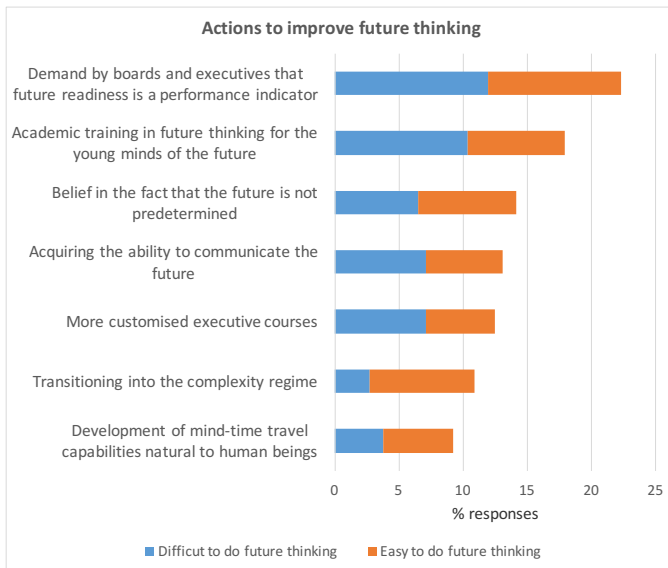 Actions to improve future thinking
Demand by boards and executives that
future readiness is a performance indicator
Academic training in future thinking for the
young minds of the future
Belief in the fact that the future is not
predetermined
Acquiring the ability to communicate the
future
More customised executive courses
Transitioning into the complexity regime
Development of mind-time travel
capabilities natural to human beings
0 5 10 15 20 25
% responses
Difficult to do future thinking Easy to do future thinking